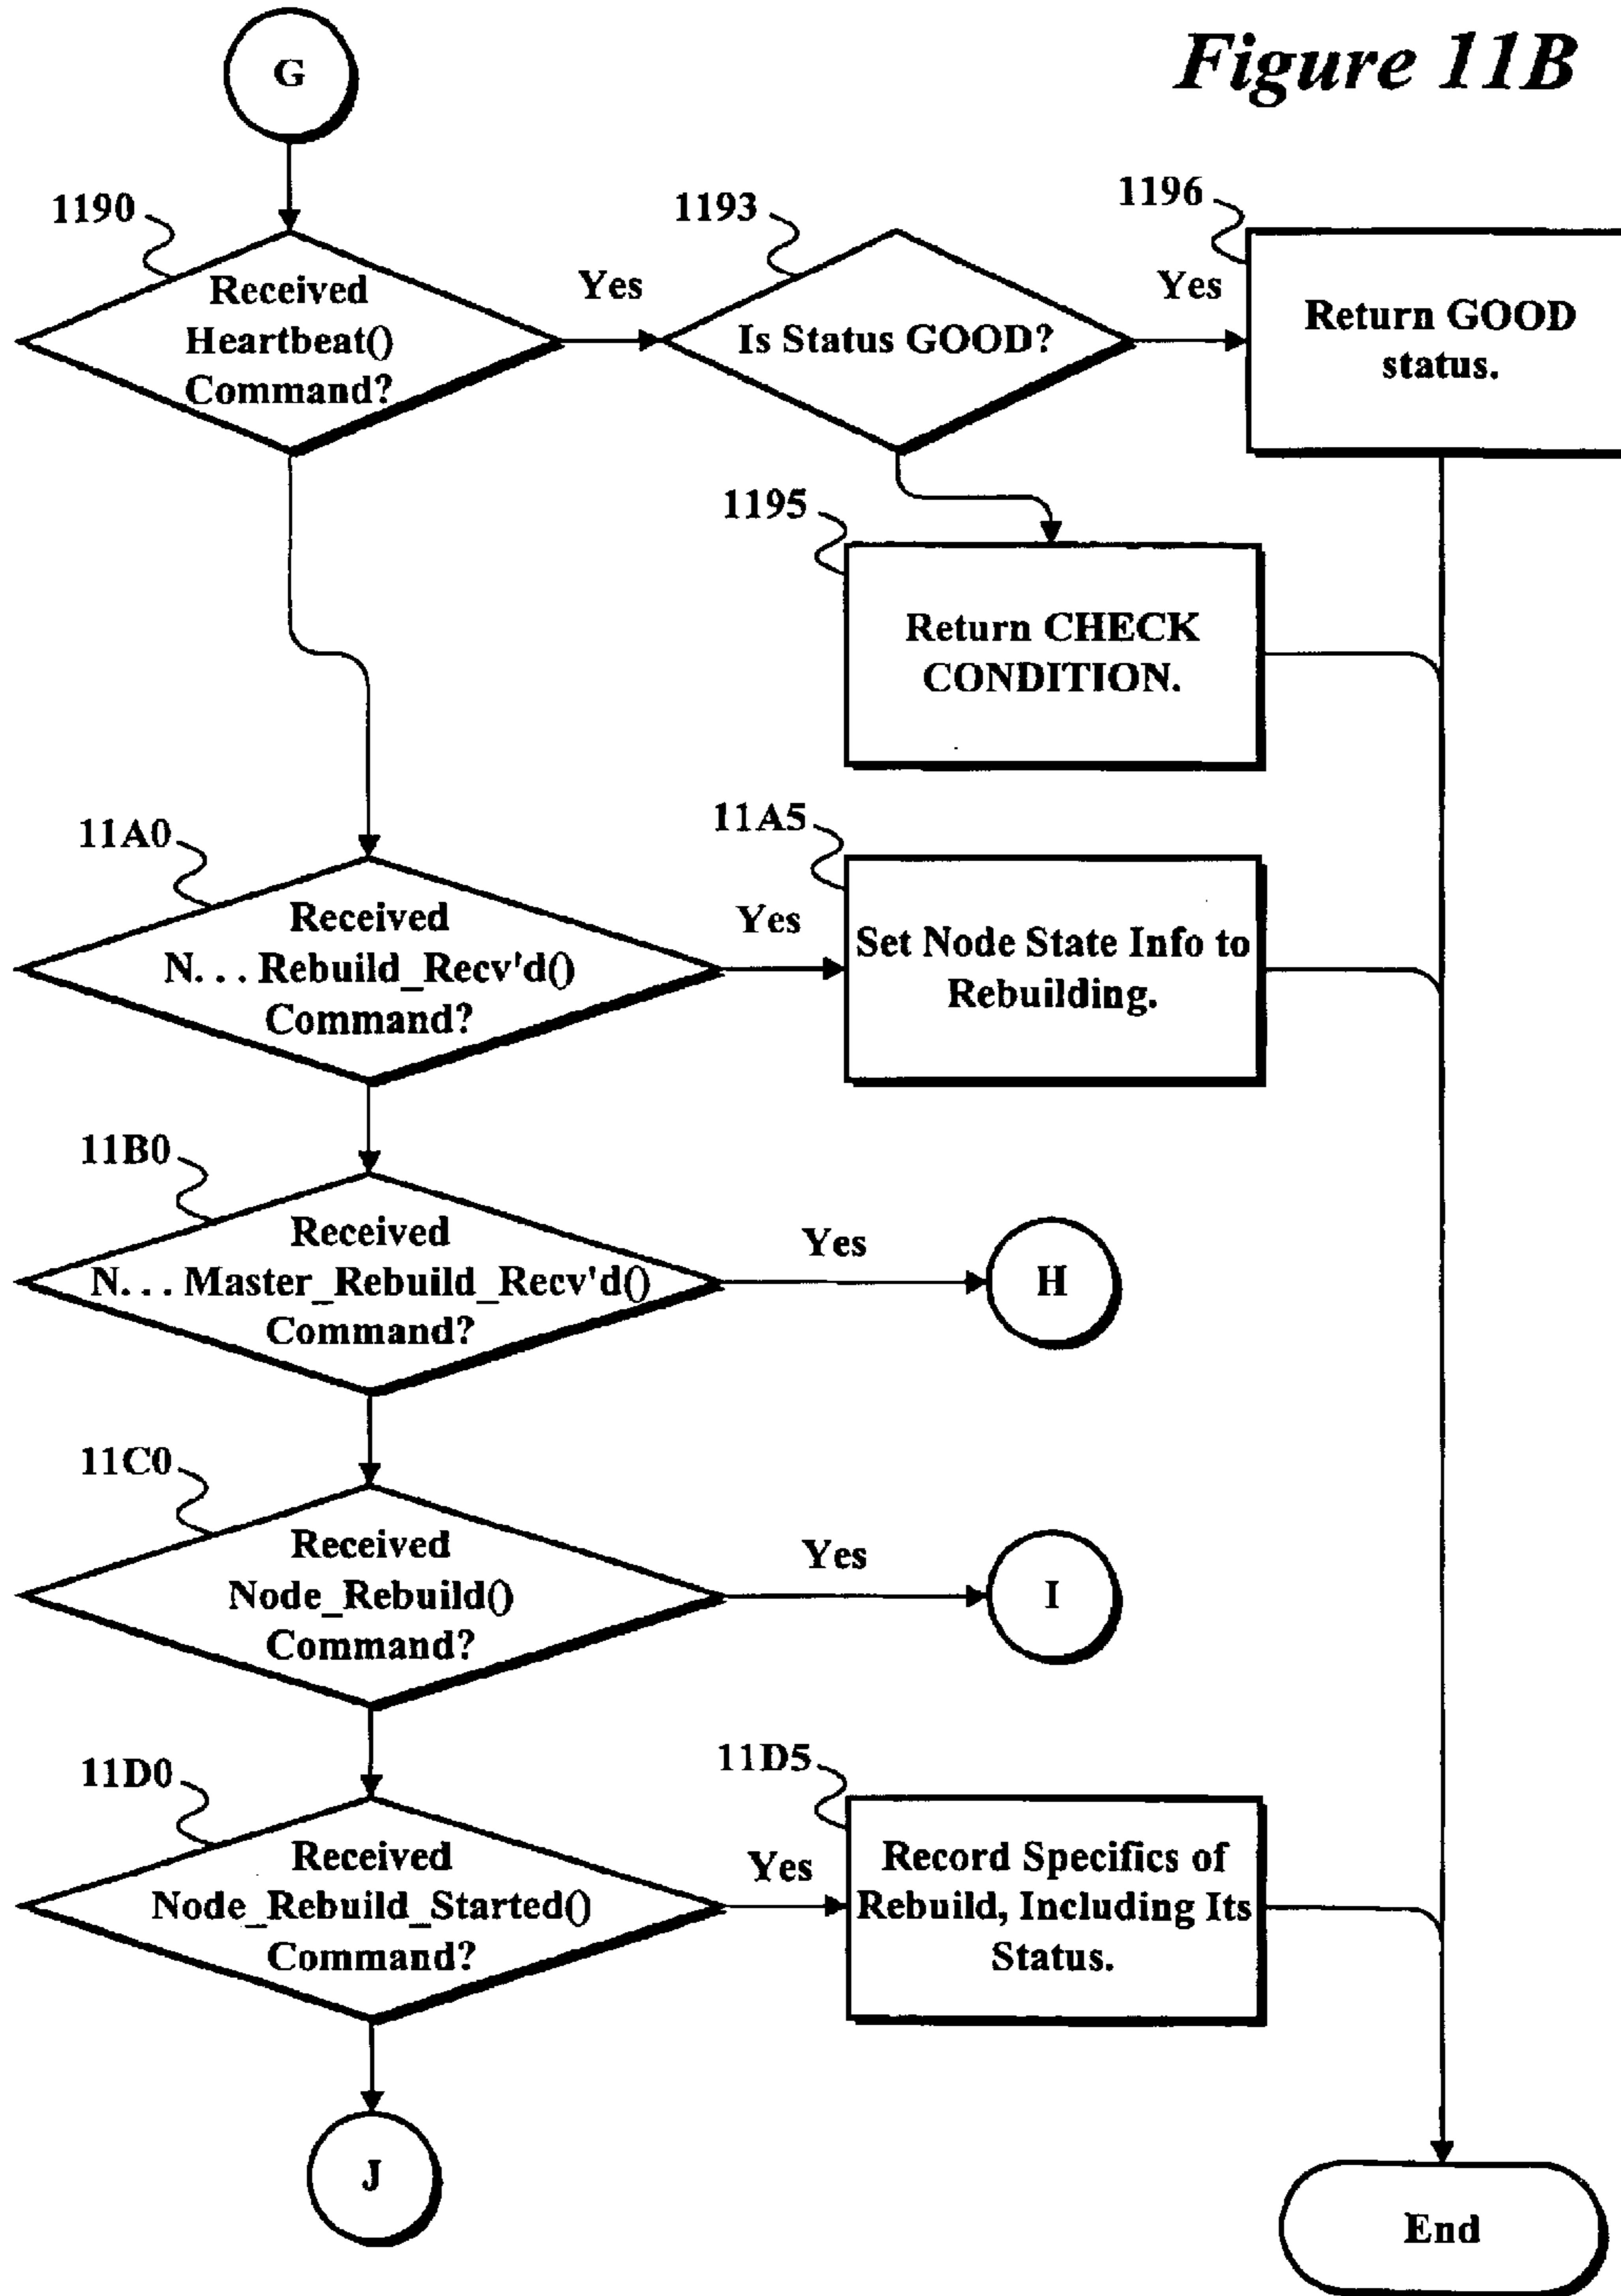 Figure 11B
G
1190
1193
1196
Received
Heartbeat()
Command?
Yes
Is Status GOOD?
Yes
Return GOOD
status.
1195
Return CHECK
CONDITION.
11A0
11A5
Received
N. . . Rebuild_Recv'd()
Command?
Yes
Set Node State Info to
Rebuilding.
11B0
Received
N. . . Master_Rebuild_Recv'd()
Command?
Yes
H
11C0
Received
Node_Rebuild()
Command?
Yes
I
11D0
11D5
Received
Node_Rebuild_Started()
Command?
Yes
Record Specifics of
Rebuild, Including Its
Status.
J
End